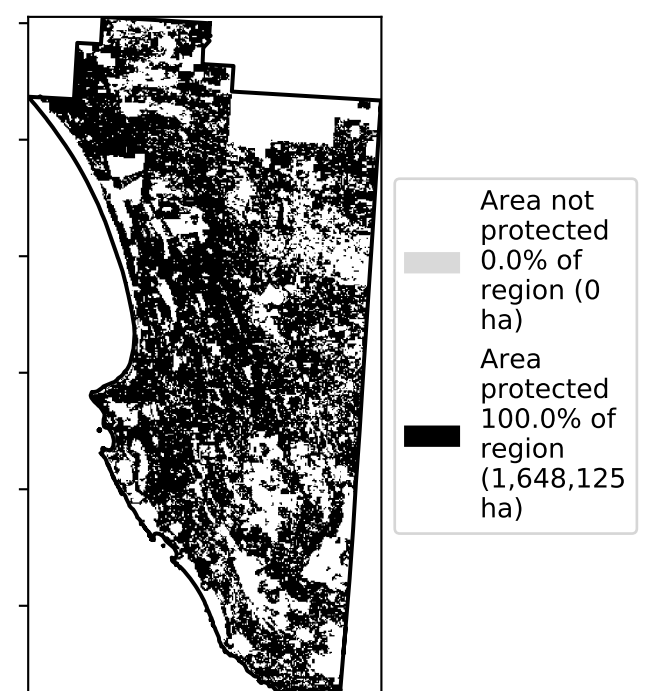 Area not
protected
0.0% of
region (0
ha)
Area
protected
100.0% of
region
(1,648,125
ha)